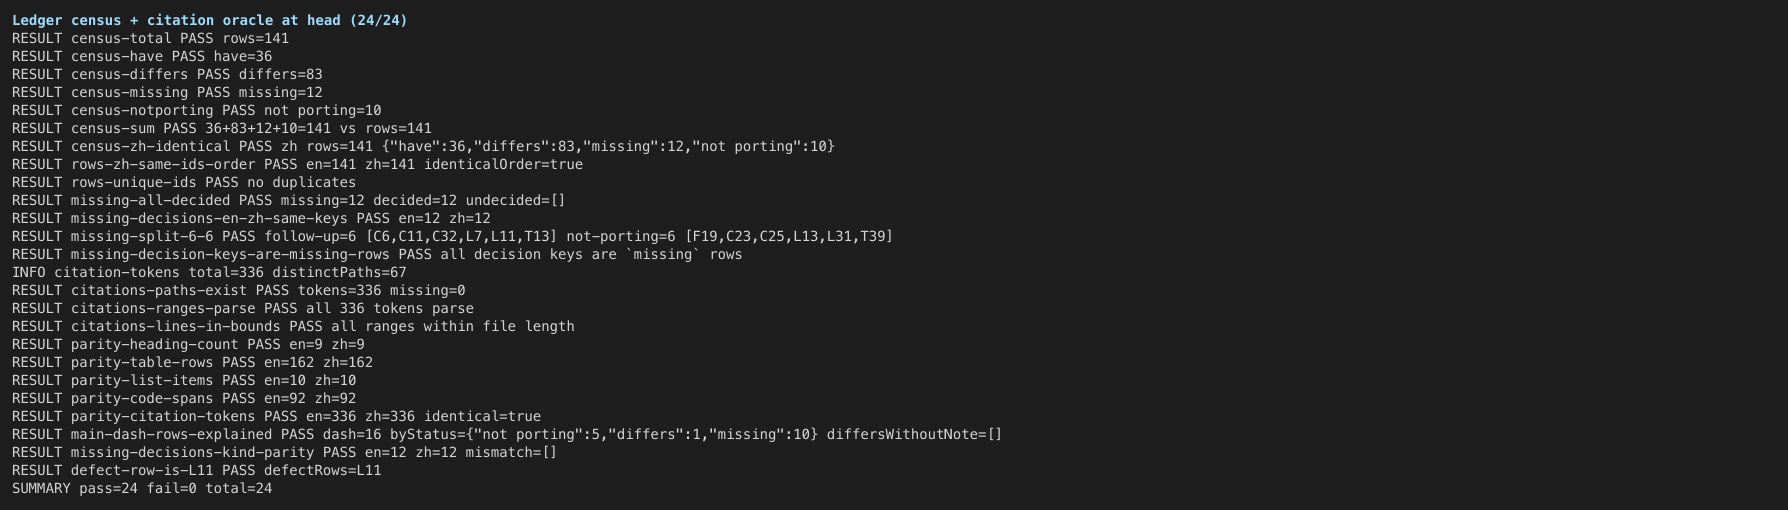 Ledger census + citation oracle at head (24/24)
RESULT census-total PASS rows=141
RESULT census-have PASS have=36
RESULT census-differs PASS differs=83
RESULT census-missing PASS missing=12
RESULT census-notporting PASS not porting=10
RESULT census-sum PASS 36+83+12+10=141 vs rows=141
RESULT census-zh-identical PASS zh rows=141 {"have":36,"differs":83,"missing":12,"not porting":10}
RESULT rows-zh-same-ids-order PASS en=141 zh=141 identicalOrder=true
RESULT rows-unique-ids PASS no duplicates
RESULT missing-all-decided PASS missing=12 decided=12 undecided=[]
RESULT missing-decisions-en-zh-same-keys PASS en=12 zh=12
RESULT missing-split-6-6 PASS follow-up=6 [C6,C11,C32,L7,L11,T13] not-porting=6 [F19,C23,C25,L13,L31,T39]
RESULT missing-decision-keys-are-missing-rows PASS all decision keys are `missing` rows
INFO citation-tokens total=336 distinctPaths=67
RESULT citations-paths-exist PASS tokens=336 missing=0
RESULT citations-ranges-parse PASS all 336 tokens parse
RESULT citations-lines-in-bounds PASS all ranges within file length
RESULT parity-heading-count PASS en=9 zh=9
RESULT parity-table-rows PASS en=162 zh=162
RESULT parity-list-items PASS en=10 zh=10
RESULT parity-code-spans PASS en=92 zh=92
RESULT parity-citation-tokens PASS en=336 zh=336 identical=true
RESULT main-dash-rows-explained PASS dash=16 byStatus={"not porting":5,"differs":1,"missing":10} differsWithoutNote=[]
RESULT missing-decisions-kind-parity PASS en=12 zh=12 mismatch=[]
RESULT defect-row-is-L11 PASS defectRows=L11
SUMMARY pass=24 fail=0 total=24